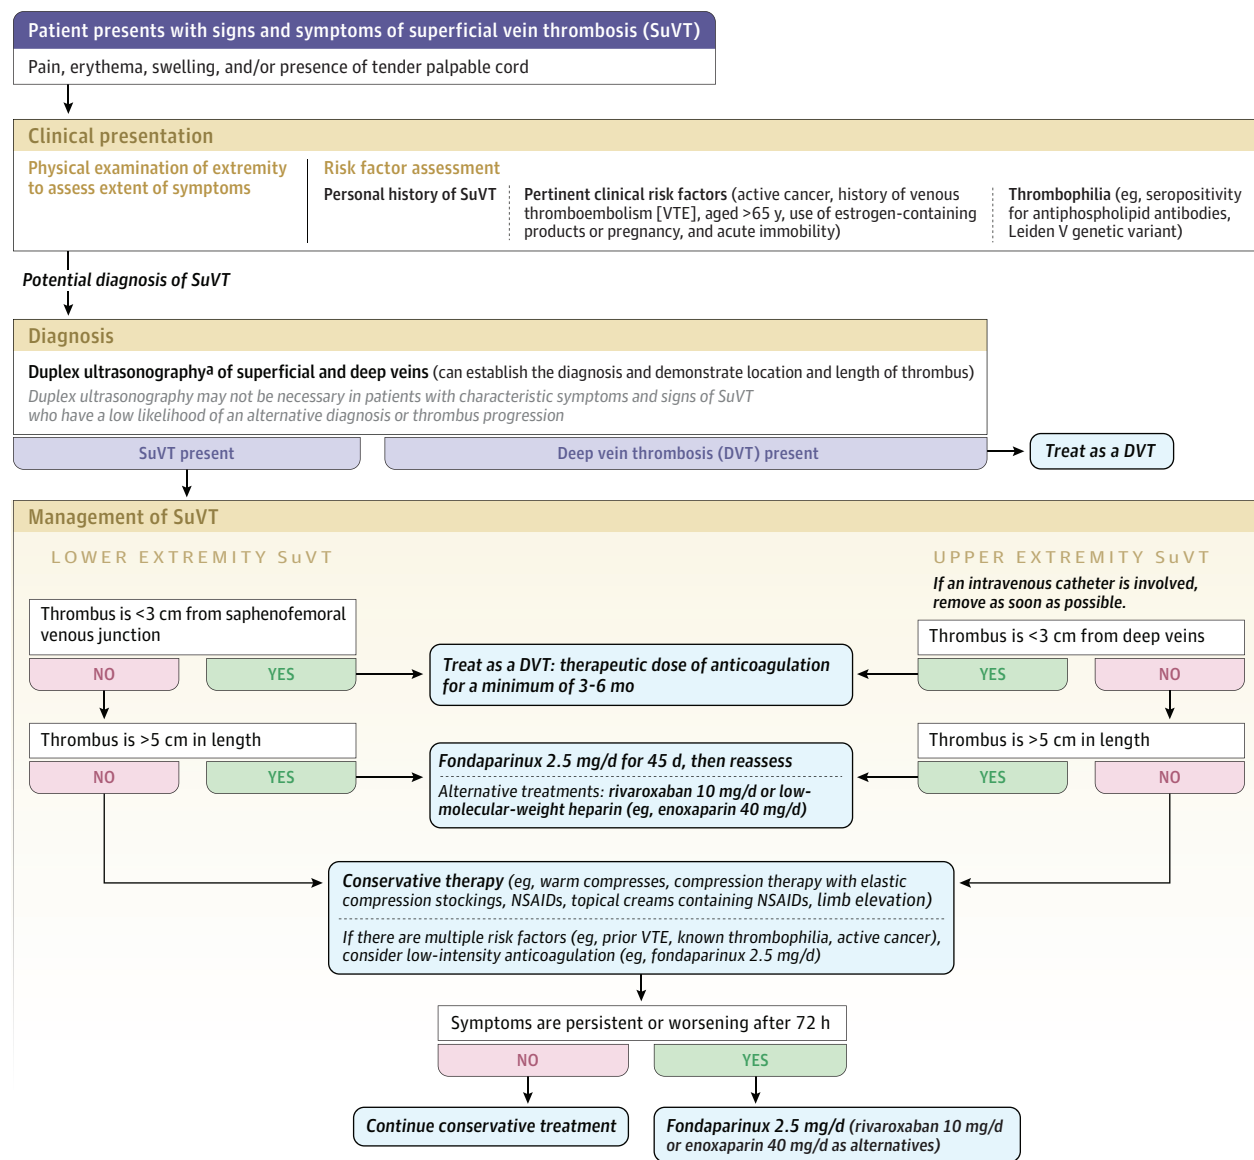 Patient presents with signs and symptoms of superficial vein thrombosis (SuVT)
Pain, erythema, swelling, and/or presence of tender palpable cord
Clinical presentation
Physical examination of extremity
to assess extent of symptoms
Risk factor assessment
Personal history of SuVT
Pertinent clinical risk factors (active cancer, history of venous
thromboembolism [VTE], aged >65 y, use of estrogen-containing
products or pregnancy, and acute immobility)
Thrombophilia (eg, seropositivity
for antiphospholipid antibodies,
Leiden V genetic variant)
Potential diagnosis of SuVT
Diagnosis
Duplex ultrasonographyª of superficial and deep veins (can establish the diagnosis and demonstrate location and length of thrombus)
Duplex ultrasonography may not be necessary in patients with characteristic symptoms and signs of SuVT
who have a low likelihood of an alternative diagnosis or thrombus progression
SuVT present
Deep vein thrombosis (DVT) present
Treat as a DVT
Management of SuVT
LOWER EXTREMITY SuVT
Thrombus is <3 cm from saphenofemoral
venous junction
NO
YES
UPPER EXTREMITY SuVT
If an intravenous catheter is involved,
remove as soon as possible.
Thrombus is <3 cm from deep veins
YES
NO
Treat as a DVT: therapeutic dose of anticoagulation
for a minimum of 3-6 mo
Thrombus is >5 cm in length
NO
YES
Thrombus is >5 cm in length
YES
NO
Fondaparinux 2.5 mg/d for 45 d, then reassess
Alternative treatments: rivaroxaban 10 mg/d or low-
molecular-weight heparin (eg, enoxaparin 40 mg/d)
Conservative therapy (eg, warm compresses, compression therapy with elastic
compression stockings, NSAIDs, topical creams containing NSAIDs, limb elevation)
If there are multiple risk factors (eg, prior VTE, known thrombophilia, active cancer),
consider low-intensity anticoagulation (eg, fondaparinux 2.5 mg/d)
Symptoms are persistent or worsening after 72 h
NO
YES
Continue conservative treatment
Fondaparinux 2.5 mg/d (rivaroxaban 10 mg/d
or enoxaparin 40 mg/d as alternatives)